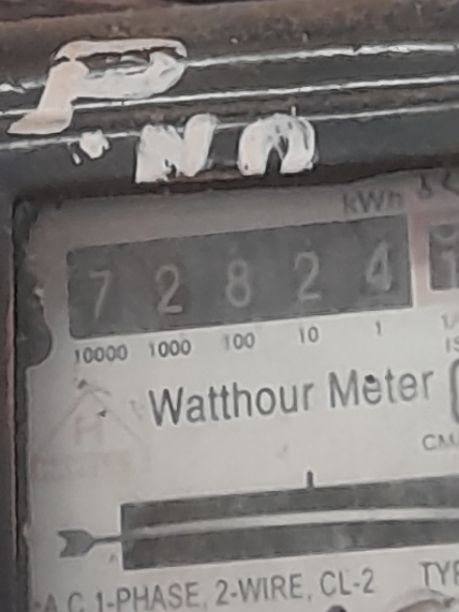 P
NO
kWh
7 2 8 2 4
10000 1000 100 10 1
Watthour Meter
H
A.C. 1-PHASE, 2-WIRE, CL-2